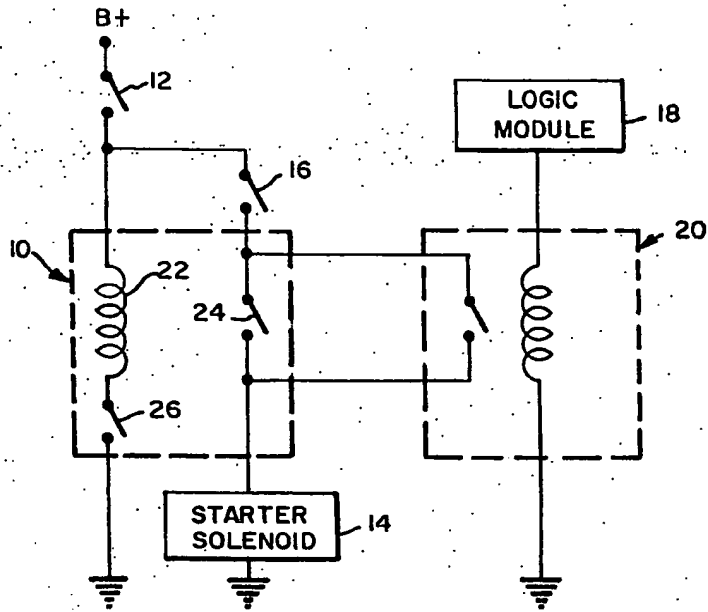 B+
12
LOGIC
MODULE
18
16
10
22
20
24
26
STARTER
SOLENOID
14